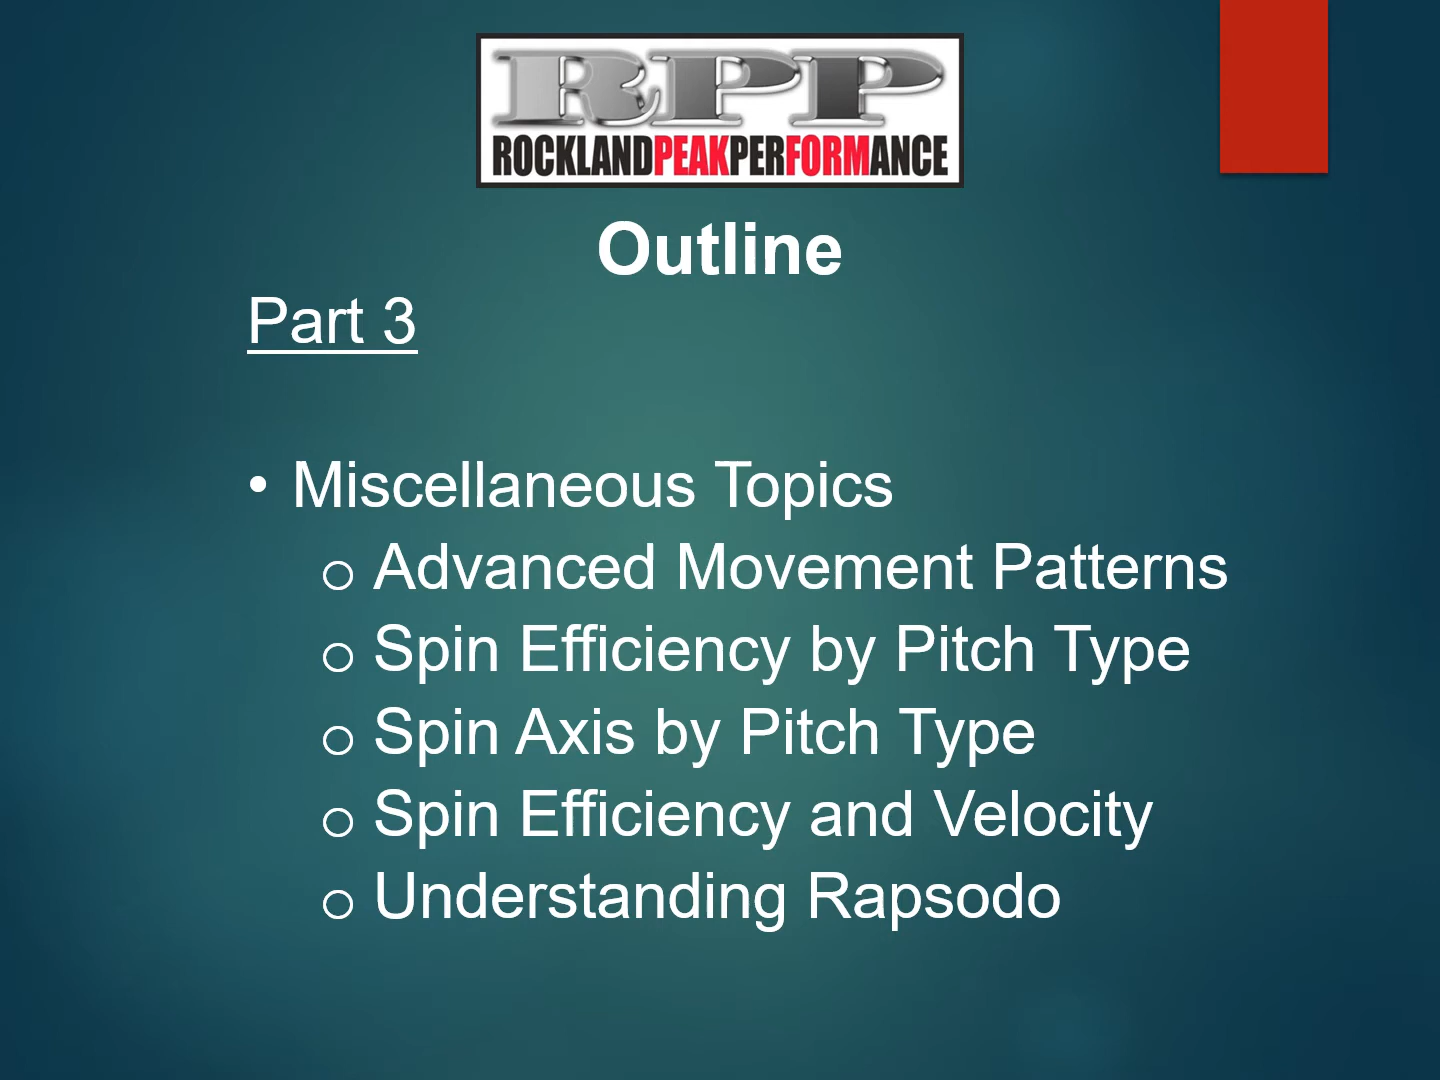 RPP
ROCKLANDPEAKPERFORMANCE
Outline
Part 3
• Miscellaneous Topics
o Advanced Movement Patterns
o Spin Efficiency by Pitch Type
o Spin Axis by Pitch Type
o Spin Efficiency and Velocity
o Understanding Rapsodo